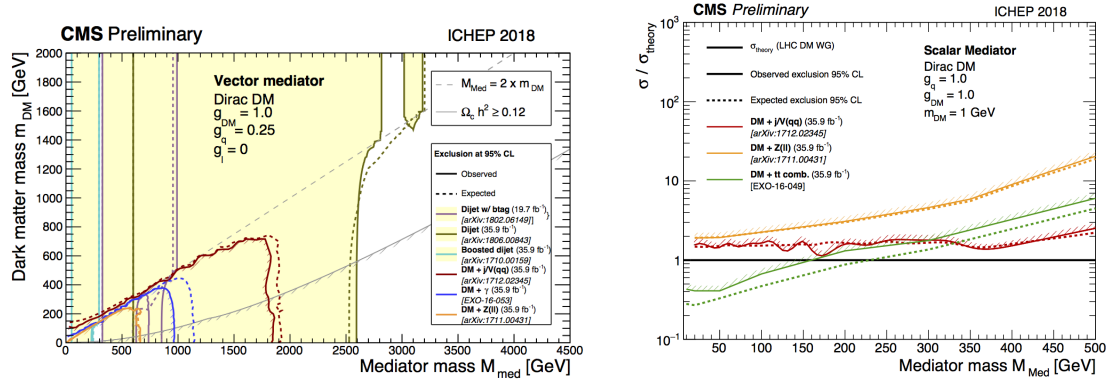 CMS Preliminary
ICHEP 2018
Dark matter mass m_DM [GeV]
2000
1800
1600
1400
1200
1000
800
600
400
200
0
0
500
1000
1500
2000
2500
3000
3500
4000
4500
Mediator mass M_Med [GeV]
Vector mediator
Dirac DM
g_DM = 1.0
g_q = 0.25
g_l = 0
M_Med = 2 x m_DM
Ω_c h² ≥ 0.12
Exclusion at 95% CL
Observed
Expected
Dijet w/ btag (19.7 fb⁻¹)
[arXiv:1802.06149]
Dijet (35.9 fb⁻¹)
[arXiv:1806.00843]
Boosted dijet (35.9 fb⁻¹)
[arXiv:1710.00159]
DM + j/V(qq) (35.9 fb⁻¹)
[arXiv:1712.02345]
DM + γ (35.9 fb⁻¹)
[EXO-16-053]
DM + Z(ll) (35.9 fb⁻¹)
[arXiv:1711.00431]
CMS Preliminary
ICHEP 2018
σ / σ_theory
10³
10²
10
1
10⁻¹
50
100
150
200
250
300
350
400
450
500
Mediator mass M_Med [GeV]
σ_theory (LHC DM WG)
Observed exclusion 95% CL
Expected exclusion 95% CL
DM + j/V(qq) (35.9 fb⁻¹)
[arXiv:1712.02345]
DM + Z(ll) (35.9 fb⁻¹)
[arXiv:1711.00431]
DM + tt comb. (35.9 fb⁻¹)
[EXO-16-049]
Scalar Mediator
Dirac DM
g_q = 1.0
g_DM = 1.0
m_DM = 1 GeV